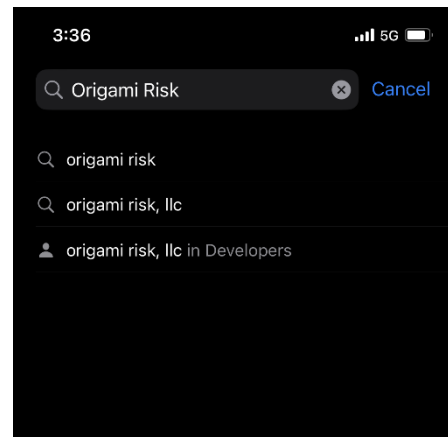 3:36 5G
Origami Risk Cancel
origami risk
origami risk, llc
origami risk, llc in Developers